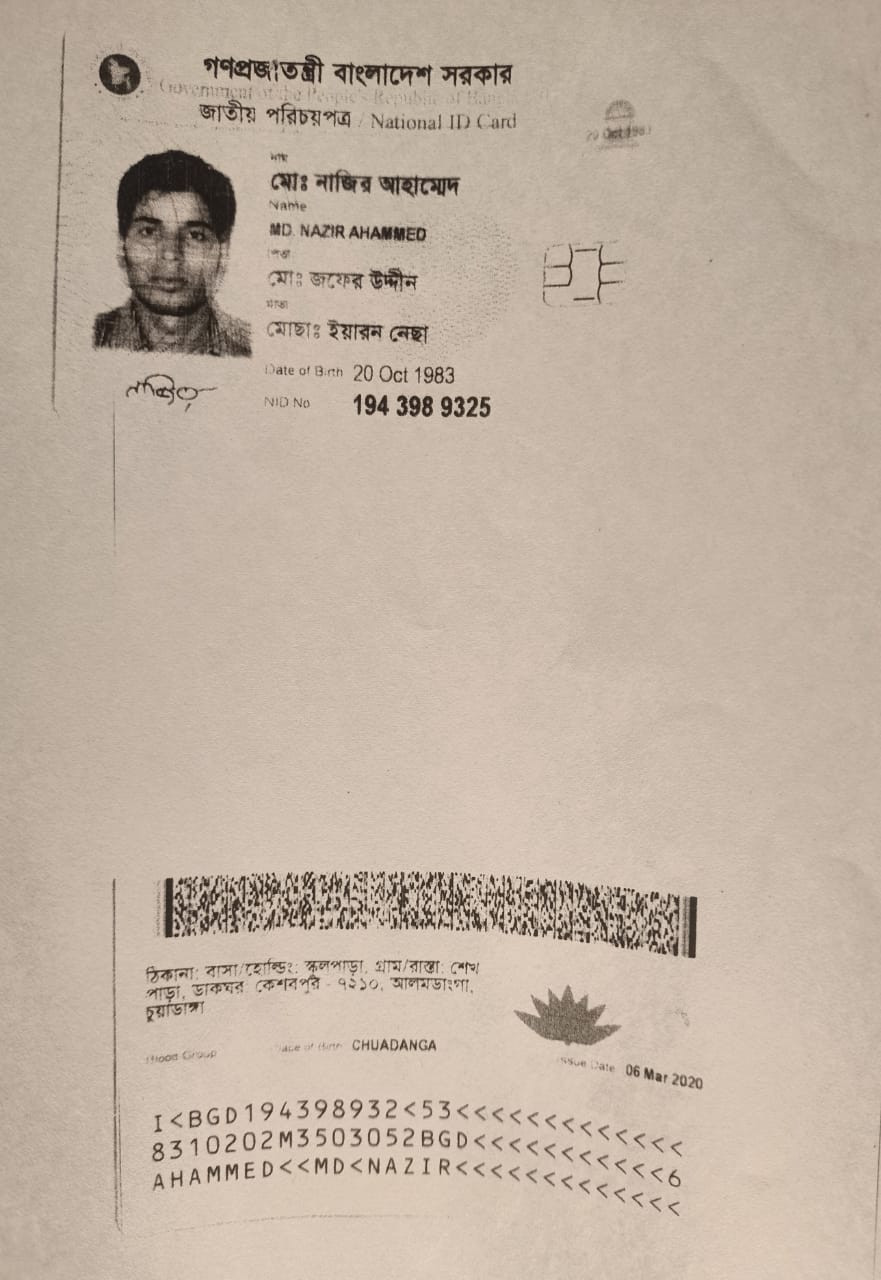 গণপ্রজাতন্ত্রী বাংলাদেশ সরকার
Government of the People's Republic of Bangladesh
জাতীয় পরিচয়পত্র / National ID Card
20 Oct 1983
নাম
মোঃ নাজির আহাম্মেদ
Name
MD. NAZIR AHAMMED
পিতা
মোঃ জফের উদ্দীন
মাতা
মোছাঃ ইয়ারন নেছা
Date of Birth 20 Oct 1983
NID No 194 398 9325
ঠিকানা: বাসা/হোল্ডিং: স্কুলপাড়া, গ্রাম/রাস্তা: শেখ
পাড়া, ডাকঘর: কেশবপুর - ৭২১০, আলমডাংগা,
চুয়াডাঙ্গা
Blood Group Place of Birth CHUADANGA
Issue Date 06 Mar 2020
I<BGD194398932<53<<<<<<<<<<<<<
8310202M3503052BGD<<<<<<<<<<<6
AHAMMED<<MD<NAZIR<<<<<<<<<<<<<